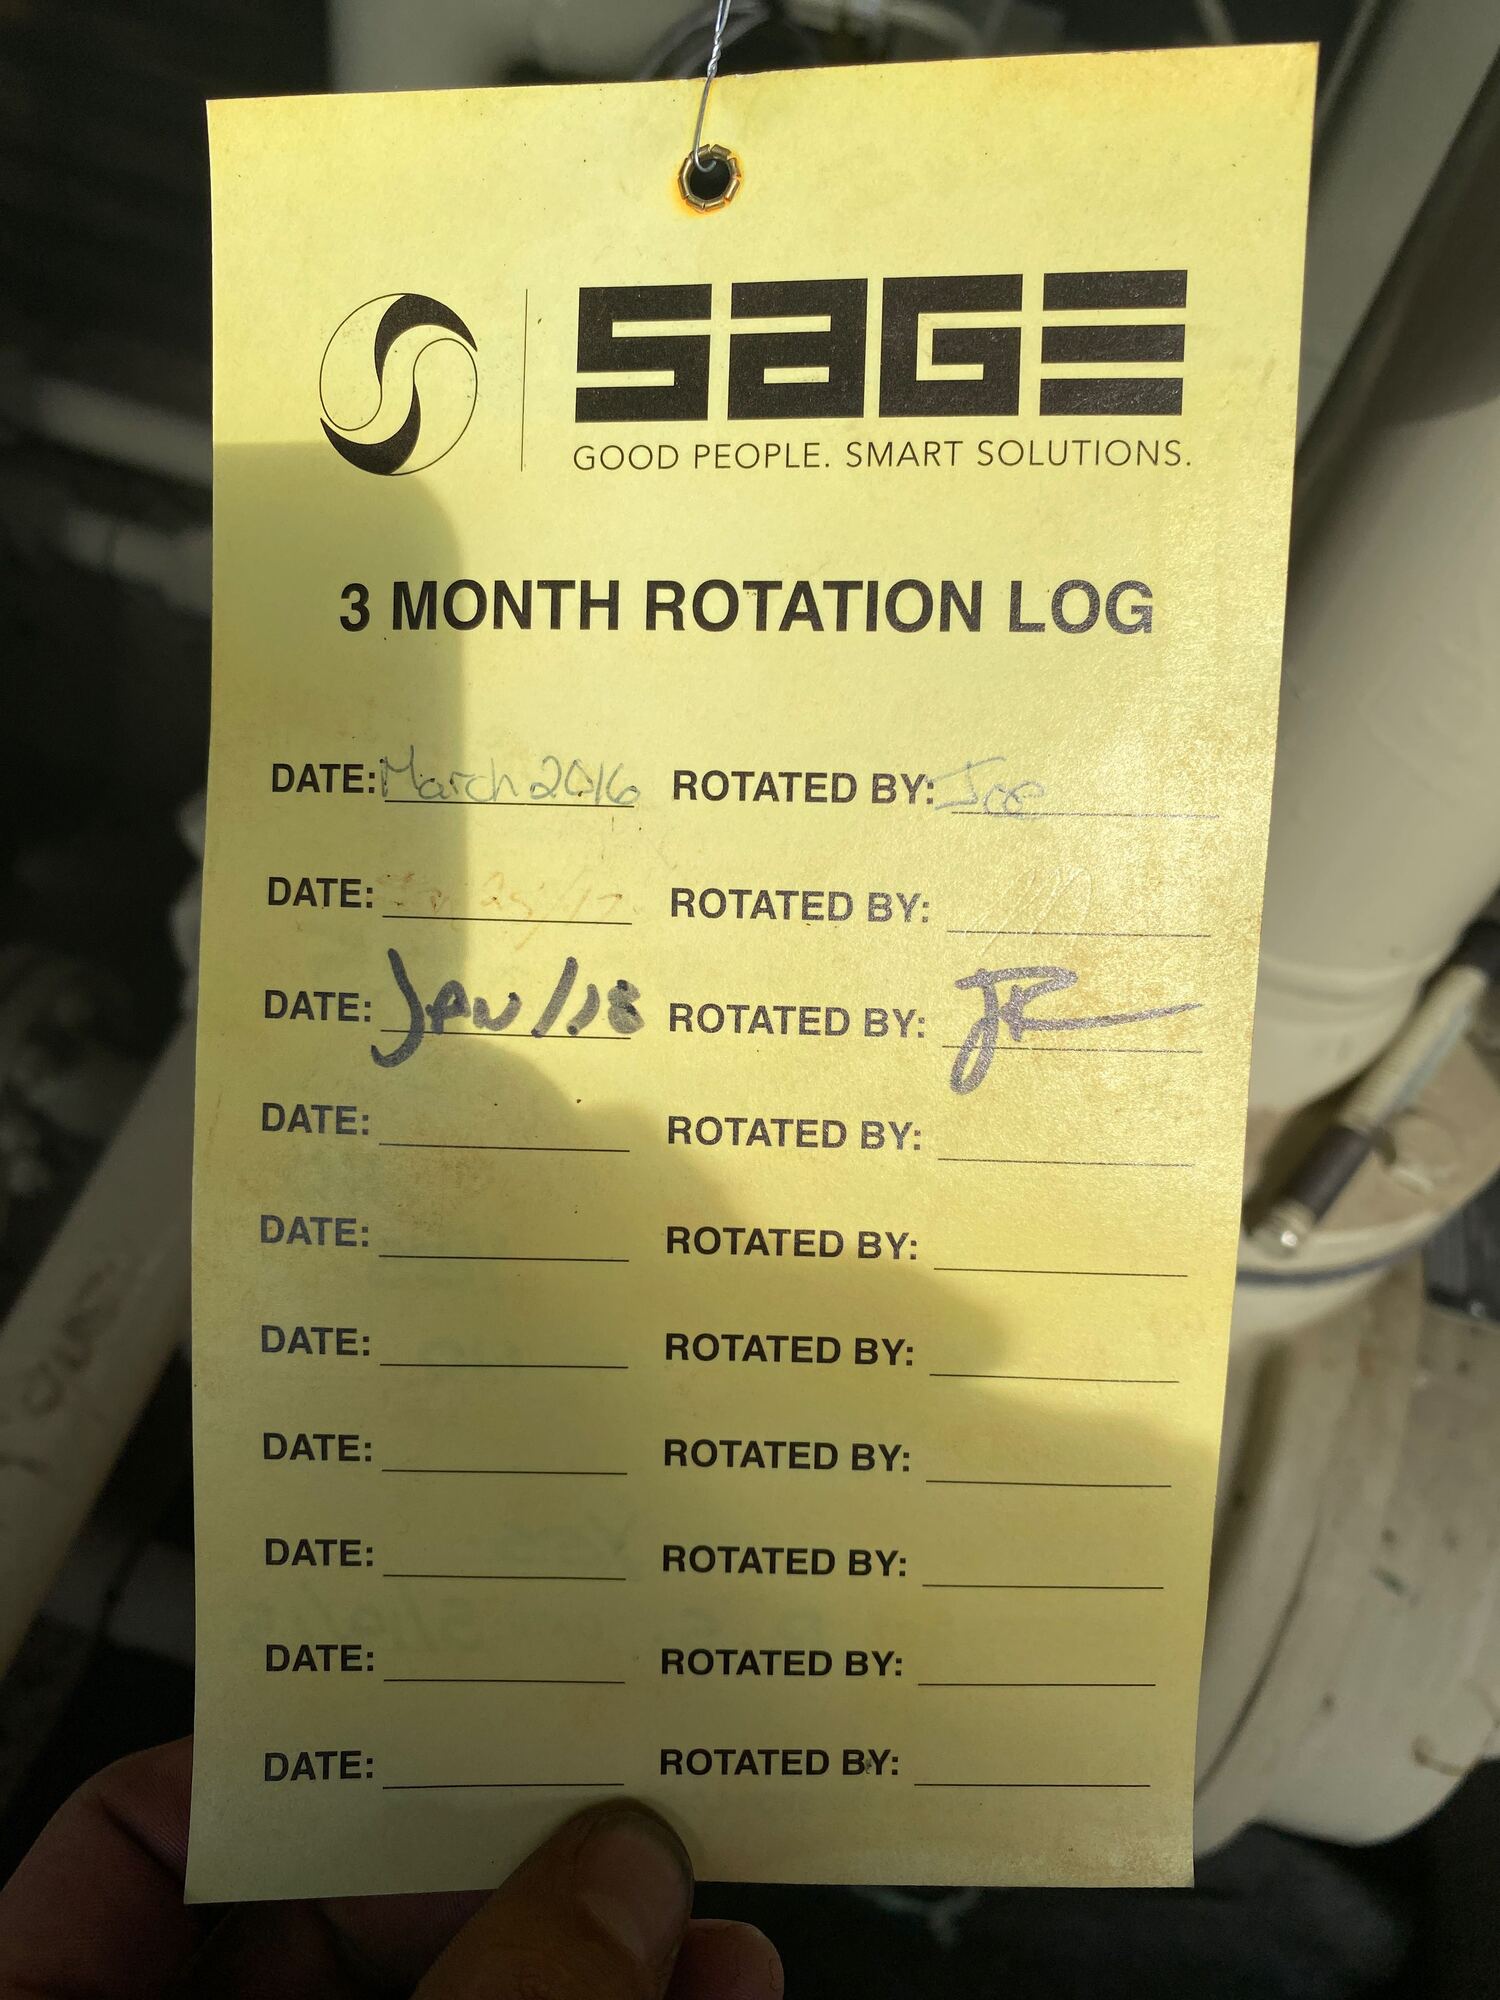 SAGE
GOOD PEOPLE. SMART SOLUTIONS.
3 MONTH ROTATION LOG
DATE: March 2016 ROTATED BY: Joe
DATE: ROTATED BY:
DATE: JAN/18 ROTATED BY: JR
DATE: ROTATED BY:
DATE: ROTATED BY:
DATE: ROTATED BY:
DATE: ROTATED BY:
DATE: ROTATED BY:
DATE: ROTATED BY:
DATE: ROTATED BY: